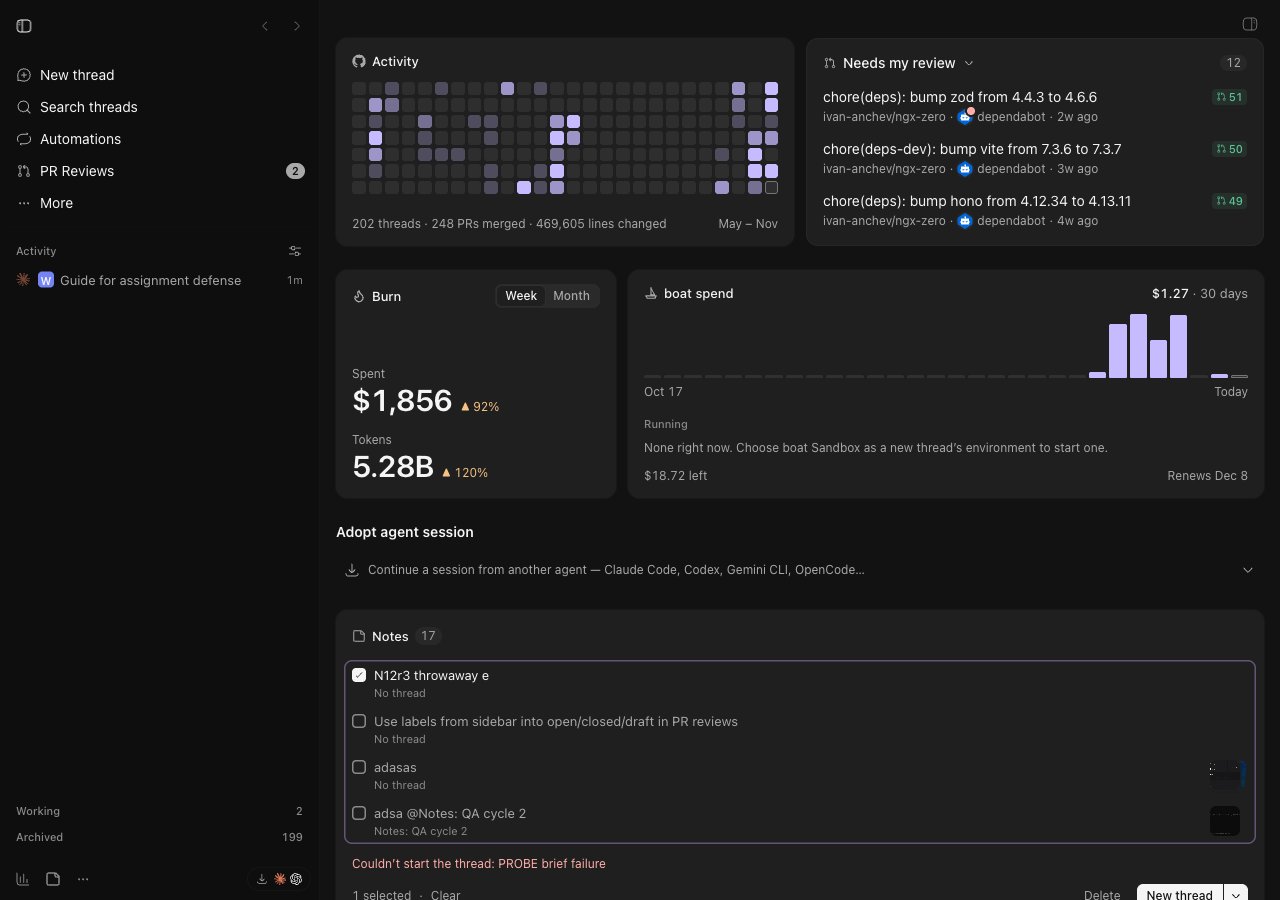 New thread
Search threads
Automations
PR Reviews 2
More
Activity
W Guide for assignment defense 1m
Working 2
Archived 199
Activity
202 threads · 248 PRs merged · 469,605 lines changed May – Nov
Needs my review 12
chore(deps): bump zod from 4.4.3 to 4.6.6 51
ivan-anchev/ngx-zero · dependabot · 2w ago
chore(deps-dev): bump vite from 7.3.6 to 7.3.7 50
ivan-anchev/ngx-zero · dependabot · 3w ago
chore(deps): bump hono from 4.12.34 to 4.13.11 49
ivan-anchev/ngx-zero · dependabot · 4w ago
Burn Week Month
Spent
$1,856 ▲ 92%
Tokens
5.28B ▲ 120%
boat spend $1.27 · 30 days
Oct 17 Today
Running
None right now. Choose boat Sandbox as a new thread's environment to start one.
$18.72 left Renews Dec 8
Adopt agent session
Continue a session from another agent — Claude Code, Codex, Gemini CLI, OpenCode…
Notes 17
N12r3 throwaway e
No thread
Use labels from sidebar into open/closed/draft in PR reviews
No thread
adasas
No thread
adsa @Notes: QA cycle 2
Notes: QA cycle 2
Couldn't start the thread: PROBE brief failure
1 selected · Clear Delete New thread